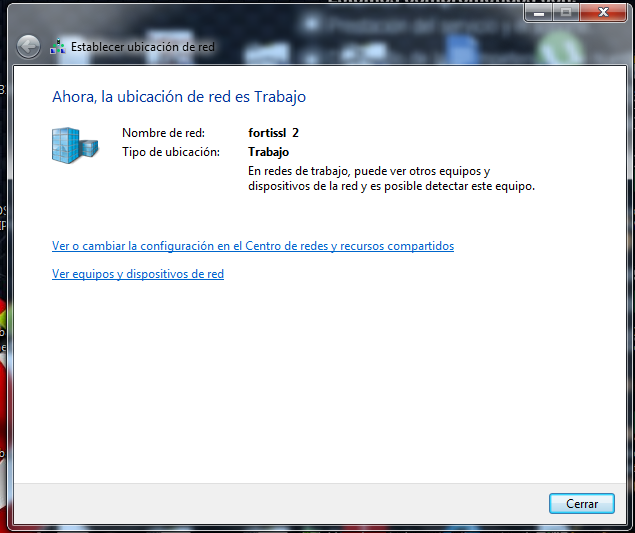 Establecer ubicación de red
Ahora, la ubicación de red es Trabajo
Nombre de red: fortissl 2
Tipo de ubicación: Trabajo
En redes de trabajo, puede ver otros equipos y
dispositivos de la red y es posible detectar este equipo.
Ver o cambiar la configuración en el Centro de redes y recursos compartidos
Ver equipos y dispositivos de red
Cerrar